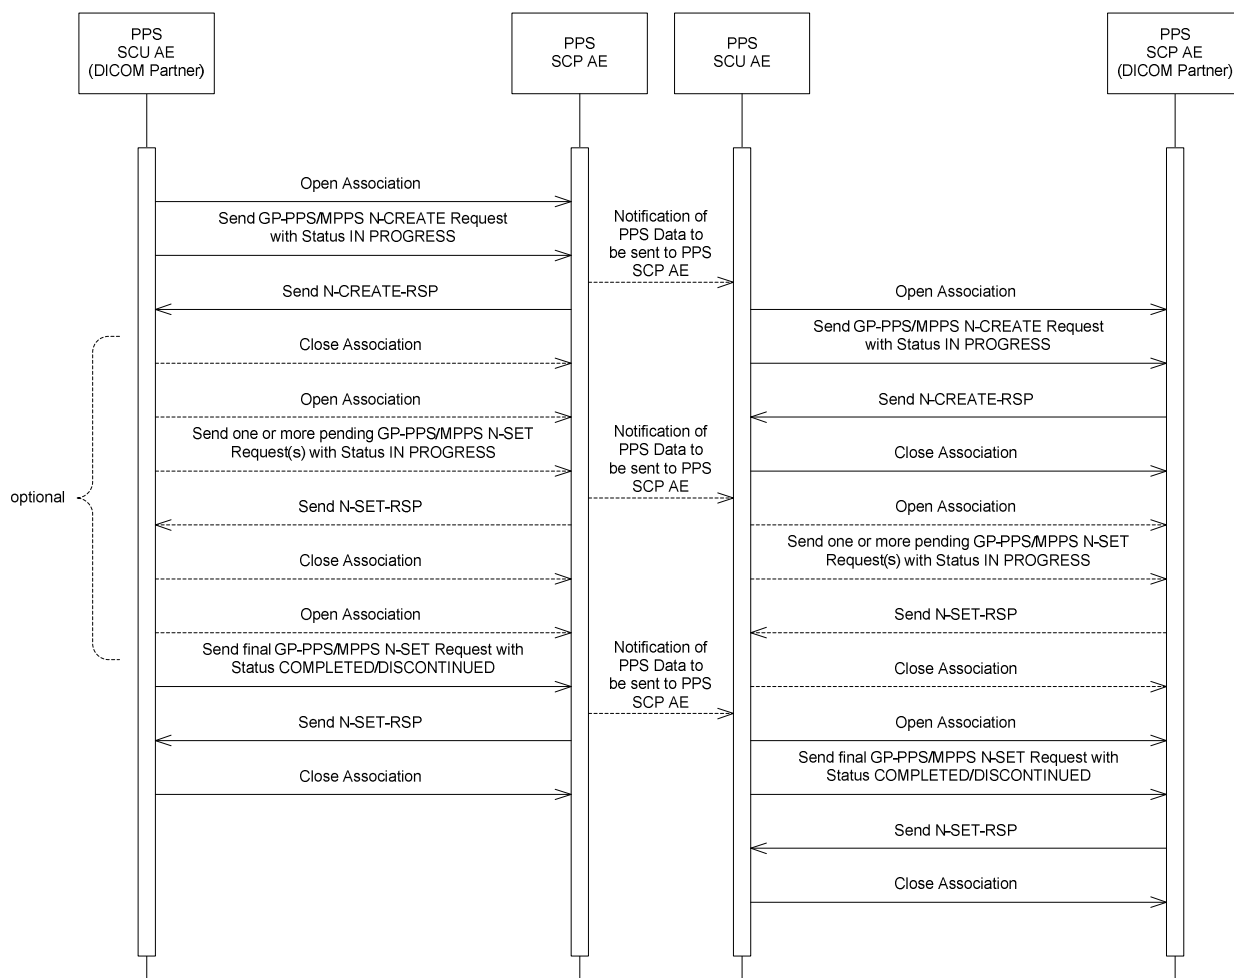 PPS
SCU AE
(DICOM Partner)
PPS
SCP AE
PPS
SCU AE
PPS
SCP AE
(DICOM Partner)
Open Association
Send GP-PPS/MPPS N-CREATE Request
with Status IN PROGRESS
Send N-CREATE-RSP
Close Association
Open Association
Send one or more pending GP-PPS/MPPS N-SET
Request(s) with Status IN PROGRESS
optional
Send N-SET-RSP
Close Association
Open Association
Send final GP-PPS/MPPS N-SET Request with
Status COMPLETED/DISCONTINUED
Send N-SET-RSP
Close Association
Notification of
PPS Data to
be sent to PPS
SCP AE
Notification of
PPS Data to
be sent to PPS
SCP AE
Notification of
PPS Data to
be sent to PPS
SCP AE
Open Association
Send GP-PPS/MPPS N-CREATE Request
with Status IN PROGRESS
Send N-CREATE-RSP
Close Association
Open Association
Send one or more pending GP-PPS/MPPS N-SET
Request(s) with Status IN PROGRESS
Send N-SET-RSP
Close Association
Open Association
Send final GP-PPS/MPPS N-SET Request with
Status COMPLETED/DISCONTINUED
Send N-SET-RSP
Close Association